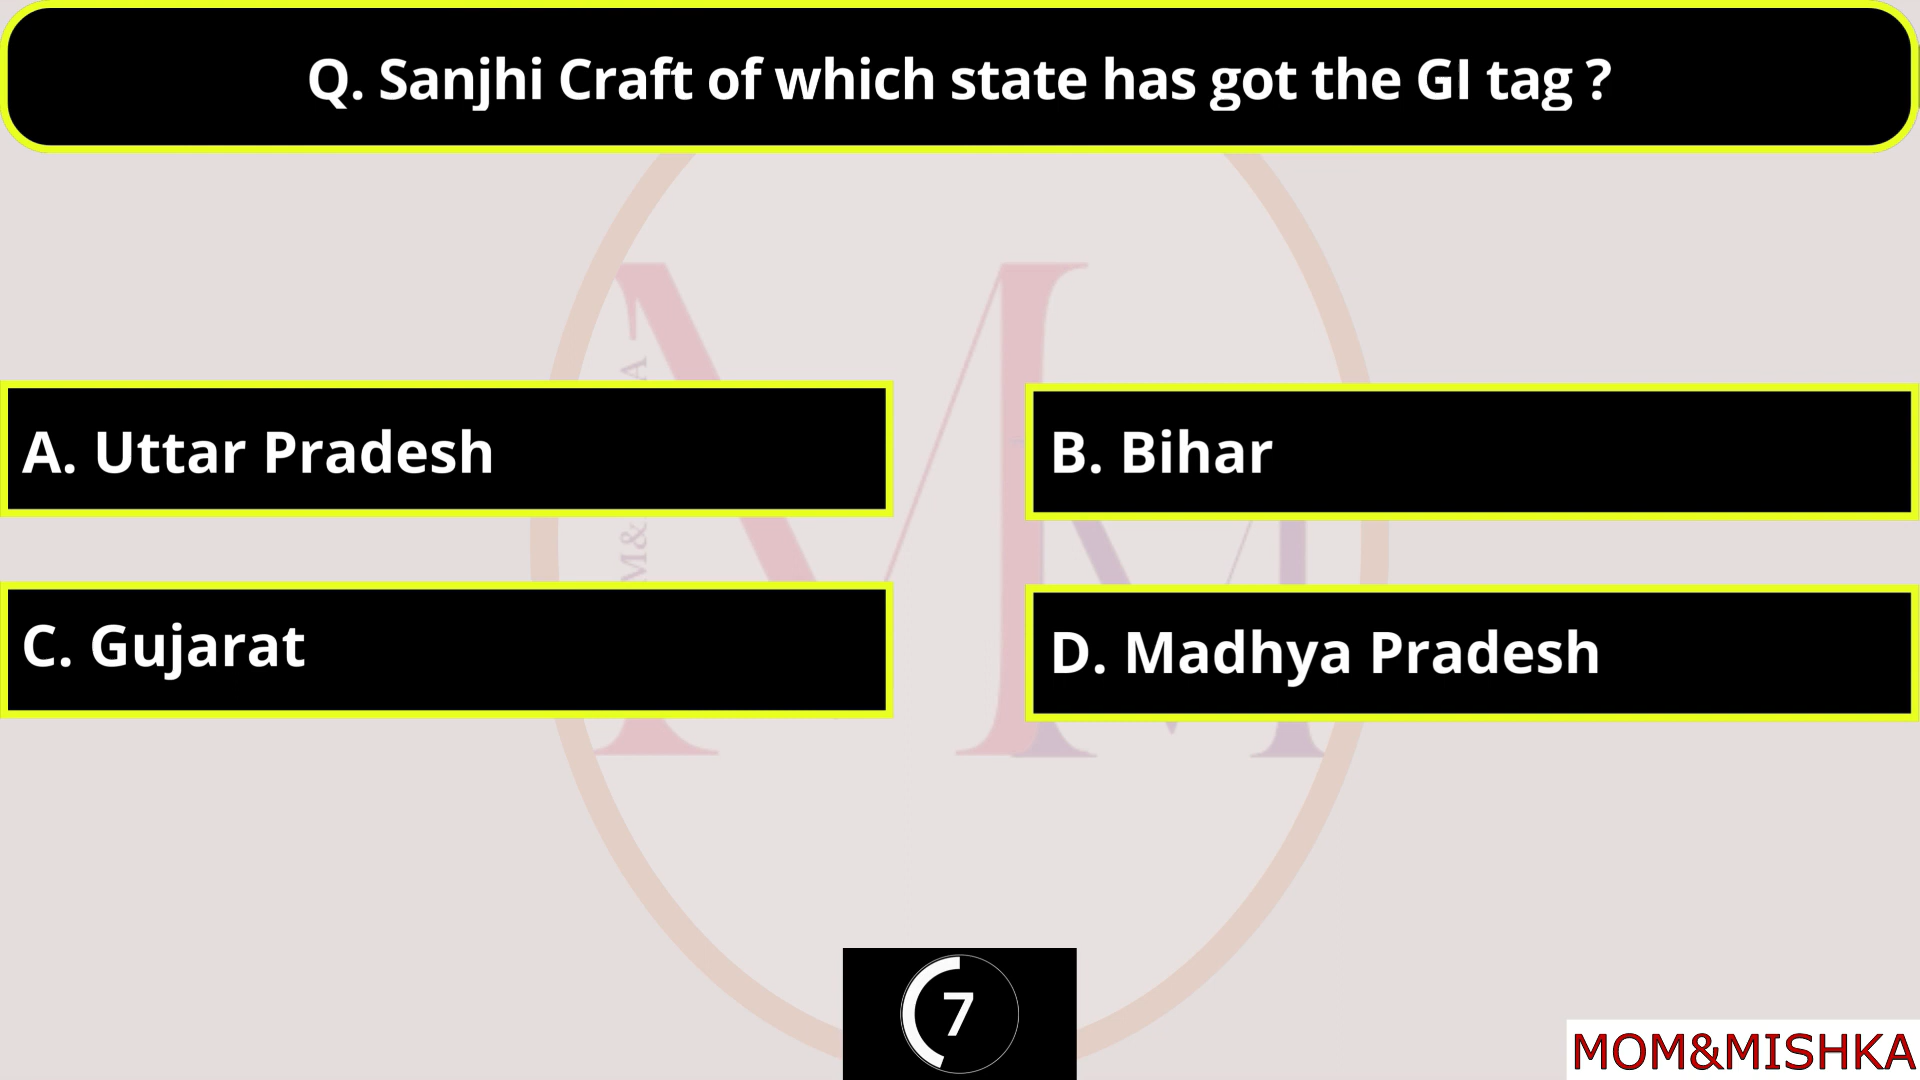 Q. Sanjhi Craft of which state has got the GI tag ?
A. Uttar Pradesh
B. Bihar
C. Gujarat
D. Madhya Pradesh
M&
A
7
MOM&MISHKA